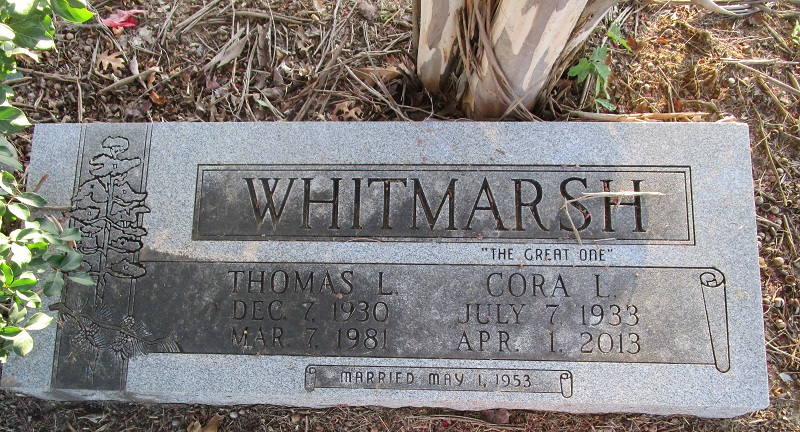 WHITMARSH
"THE GREAT ONE"
THOMAS L. CORA L.
DEC. 7, 1930 JULY 7 1933
MAR. 7, 1981 APR. 1, 2013
MARRIED MAY 1, 1953